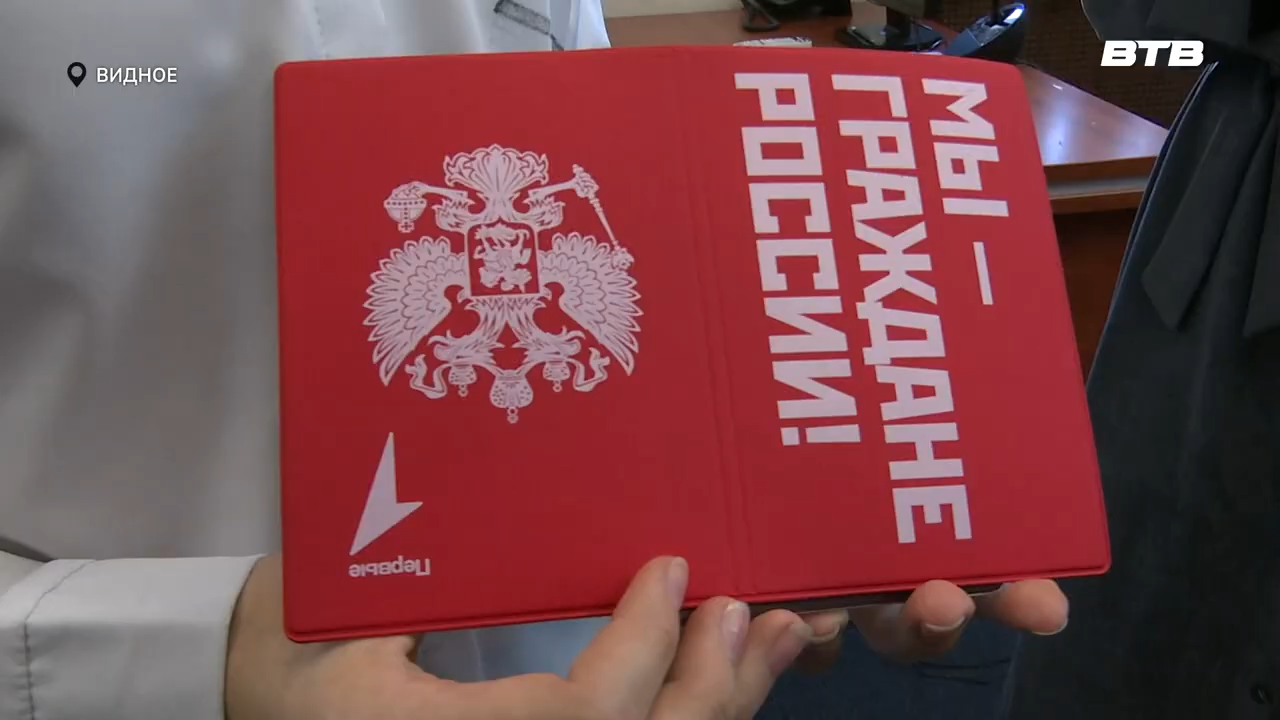 ВИДНОЕ
ВТВ
МЫ —
ГРАЖДАНЕ
РОССИИ!
Первые